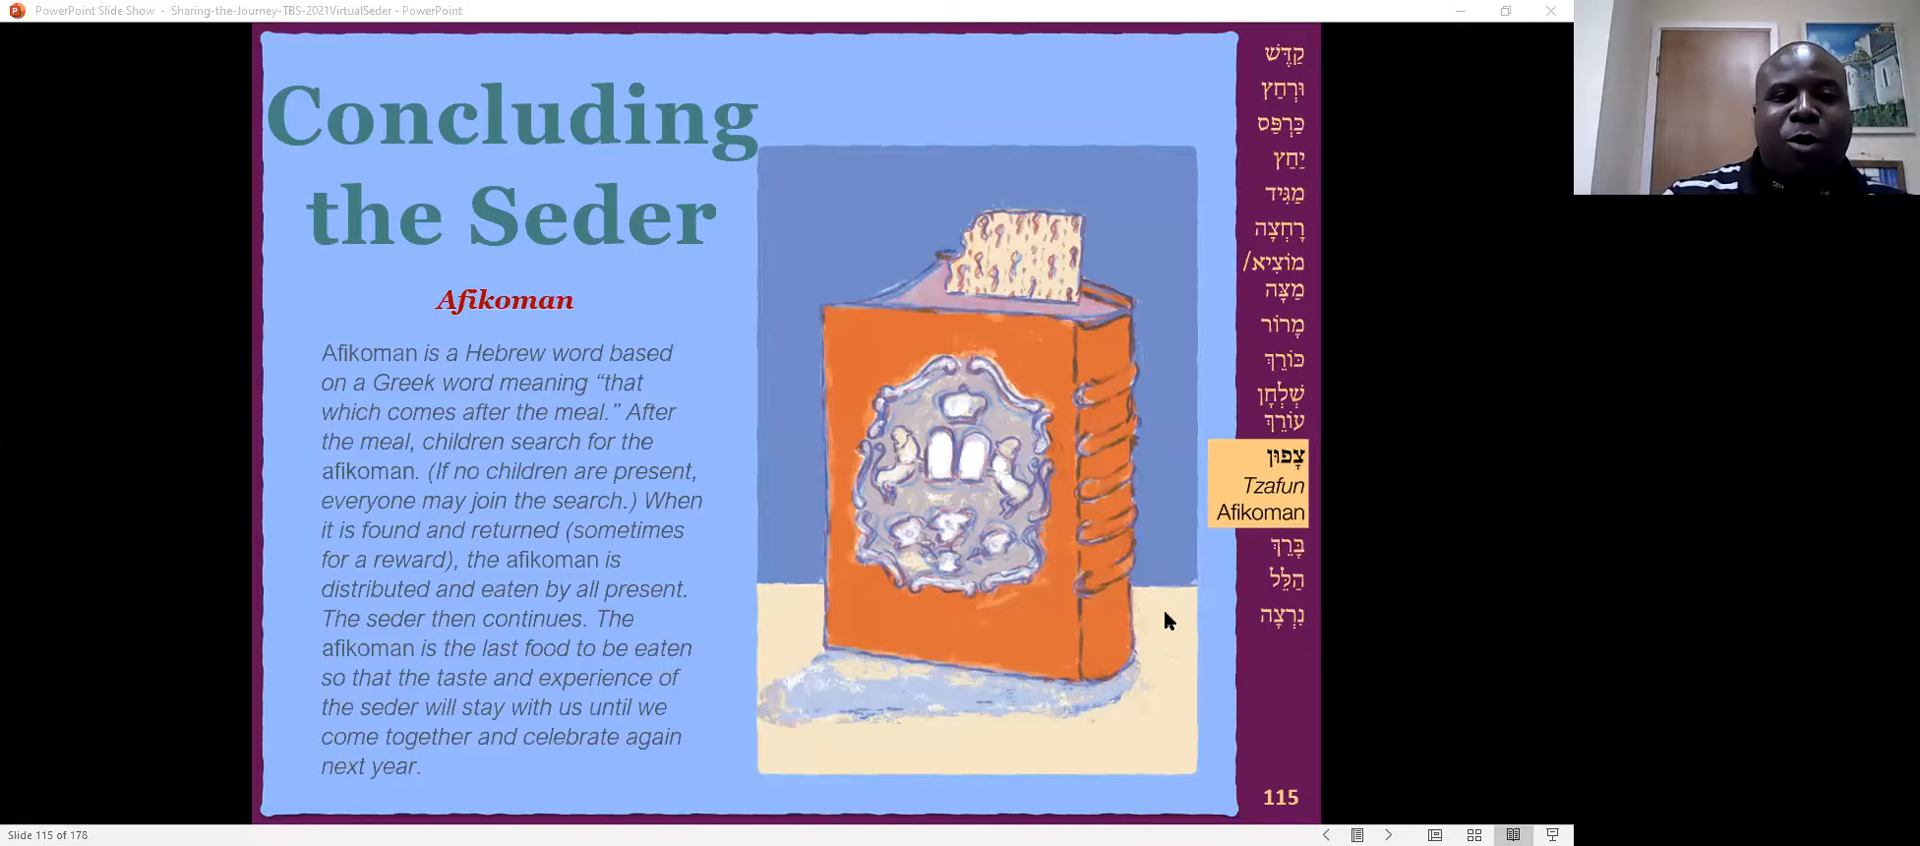 PowerPoint Slide Show - Sharing-the-Journey-TBS-2021VirtualSeder - PowerPoint
Concluding
the Seder
Afikoman
Afikoman is a Hebrew word based
on a Greek word meaning “that
which comes after the meal.” After
the meal, children search for the
afikoman. (If no children are present,
everyone may join the search.) When
it is found and returned (sometimes
for a reward), the afikoman is
distributed and eaten by all present.
The seder then continues. The
afikoman is the last food to be eaten
so that the taste and experience of
the seder will stay with us until we
come together and celebrate again
next year.
קַדֵּשׁ
וּרְחַץ
כַּרְפַּס
יַחַץ
מַגִּיד
רָחְצָה
מוֹצִיא/
מַצָּה
מָרוֹר
כּוֹרֵךְ
שֻׁלְחָן
עוֹרֵךְ
צָפוּן
Tzafun
Afikoman
בָּרֵךְ
הַלֵּל
נִרְצָה
115
Slide 115 of 178